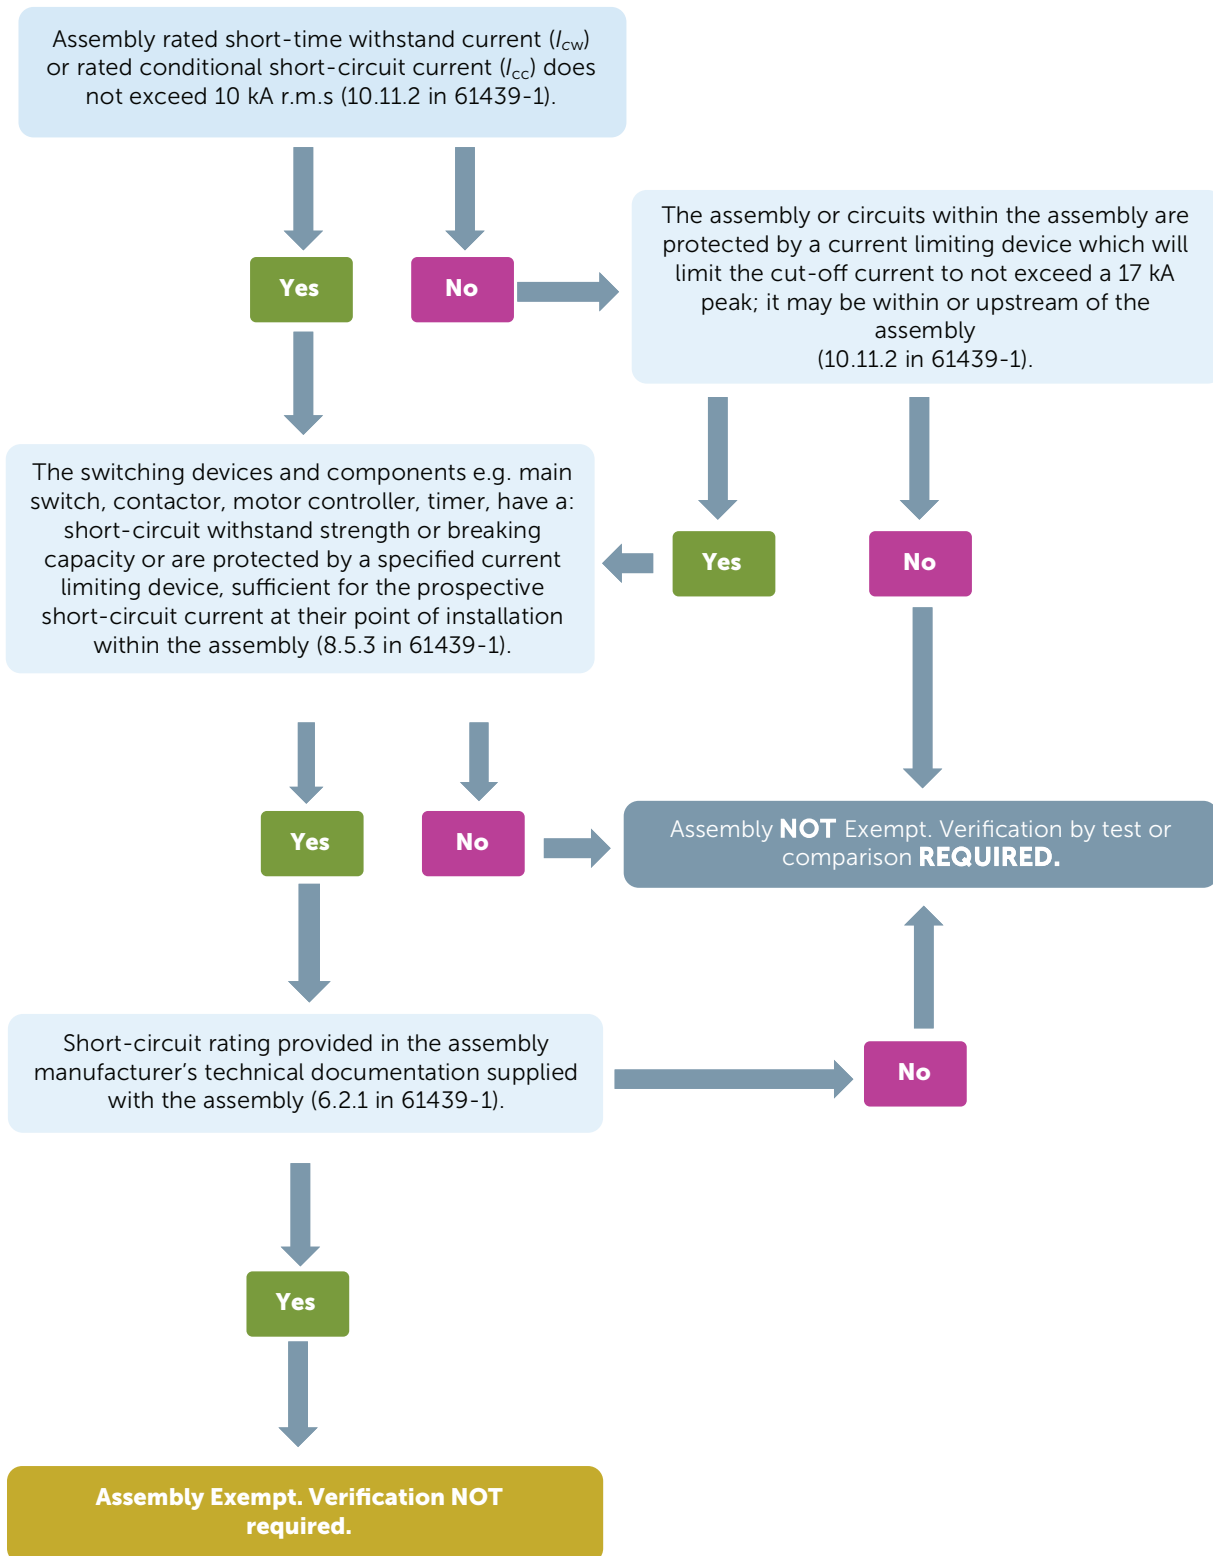 Assembly rated short-time withstand current (Icw)
or rated conditional short-circuit current (Icc) does
not exceed 10 kA r.m.s (10.11.2 in 61439-1).
Yes
No
The assembly or circuits within the assembly are
protected by a current limiting device which will
limit the cut-off current to not exceed a 17 kA
peak; it may be within or upstream of the
assembly
(10.11.2 in 61439-1).
The switching devices and components e.g. main
switch, contactor, motor controller, timer, have a:
short-circuit withstand strength or breaking
capacity or are protected by a specified current
limiting device, sufficient for the prospective
short-circuit current at their point of installation
within the assembly (8.5.3 in 61439-1).
Yes
No
Yes
No
Assembly NOT Exempt. Verification by test or
comparison REQUIRED.
Short-circuit rating provided in the assembly
manufacturer’s technical documentation supplied
with the assembly (6.2.1 in 61439-1).
No
Yes
Assembly Exempt. Verification NOT
required.